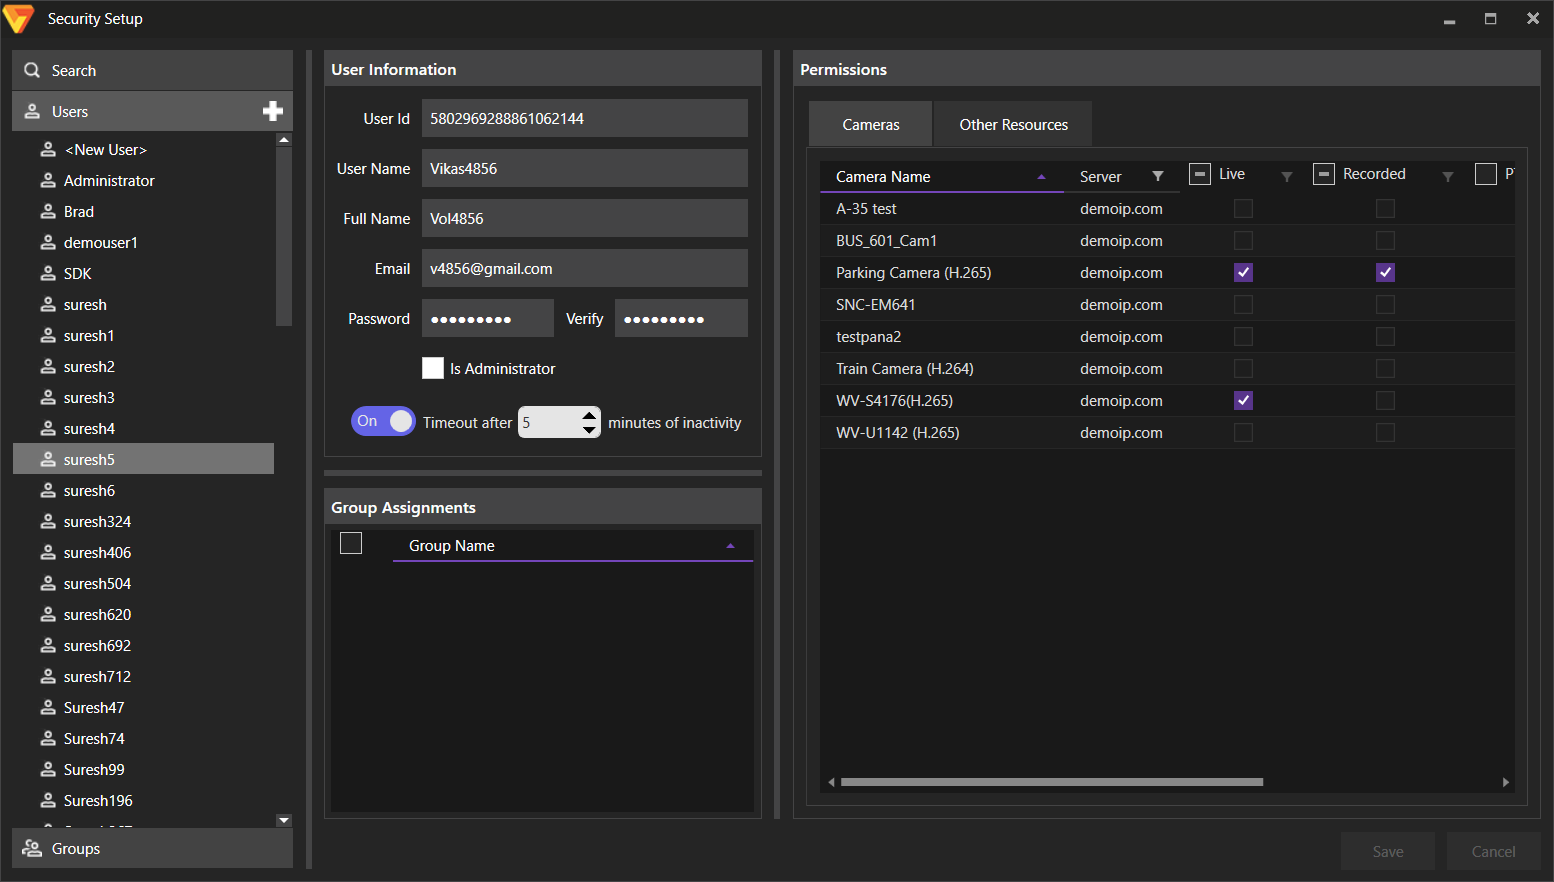 Security Setup
Search
Users
<New User>
Administrator
Brad
demouser1
SDK
suresh
suresh1
suresh2
suresh3
suresh4
suresh5
suresh6
suresh324
suresh406
suresh504
suresh620
suresh692
suresh712
Suresh47
Suresh74
Suresh99
Suresh196
Groups
User Information
User Id 5802969288861062144
User Name Vikas4856
Full Name Vol4856
Email v4856@gmail.com
Password ●●●●●●●●● Verify ●●●●●●●●●
Is Administrator
On Timeout after 5 minutes of inactivity
Group Assignments
Group Name
Permissions
Cameras Other Resources
Camera Name Server Live Recorded
A-35 test demoip.com
BUS_601_Cam1 demoip.com
Parking Camera (H.265) demoip.com
SNC-EM641 demoip.com
testpana2 demoip.com
Train Camera (H.264) demoip.com
WV-S4176(H.265) demoip.com
WV-U1142 (H.265) demoip.com
Save Cancel